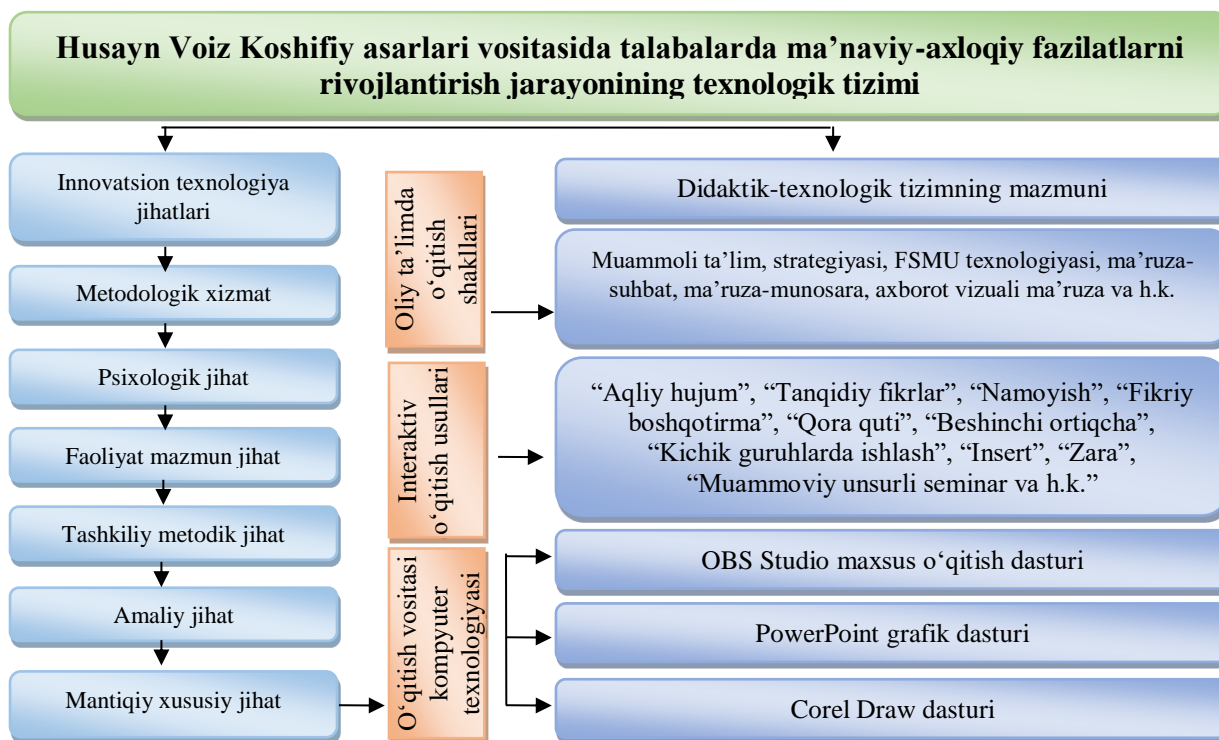 Husayn Voiz Koshifiy asarlari vositasida talabalarda ma’naviy-axloqiy fazilatlarni
rivojlantirish jarayonining texnologik tizimi
Innovatsion texnologiya
jihatlari
Metodologik xizmat
Psixologik jihat
Faoliyat mazmun jihat
Tashkiliy metodik jihat
Amaliy jihat
Mantiqiy xususiy jihat
Oliy ta’limda
o‘qitish
shakllari
Interaktiv
o‘qitish usullari
O‘qitish vositasi
kompyuter
texnologiyasi
Didaktik-texnologik tizimning mazmuni
Muammoli ta’lim, strategiyasi, FSMU texnologiyasi, ma’ruza-
suhbat, ma’ruza-munosara, axborot vizuali ma’ruza va h.k.
“Aqliy hujum”, “Tanqidiy fikrlar”, “Namoyish”, “Fikriy
boshqotirma”, “Qora quti”, “Beshinchi ortiqcha”,
“Kichik guruhlarda ishlash”, “Insert”, “Zara”,
“Muammoviy unsurli seminar va h.k.”
OBS Studio maxsus o‘qitish dasturi
PowerPoint grafik dasturi
Corel Draw dasturi